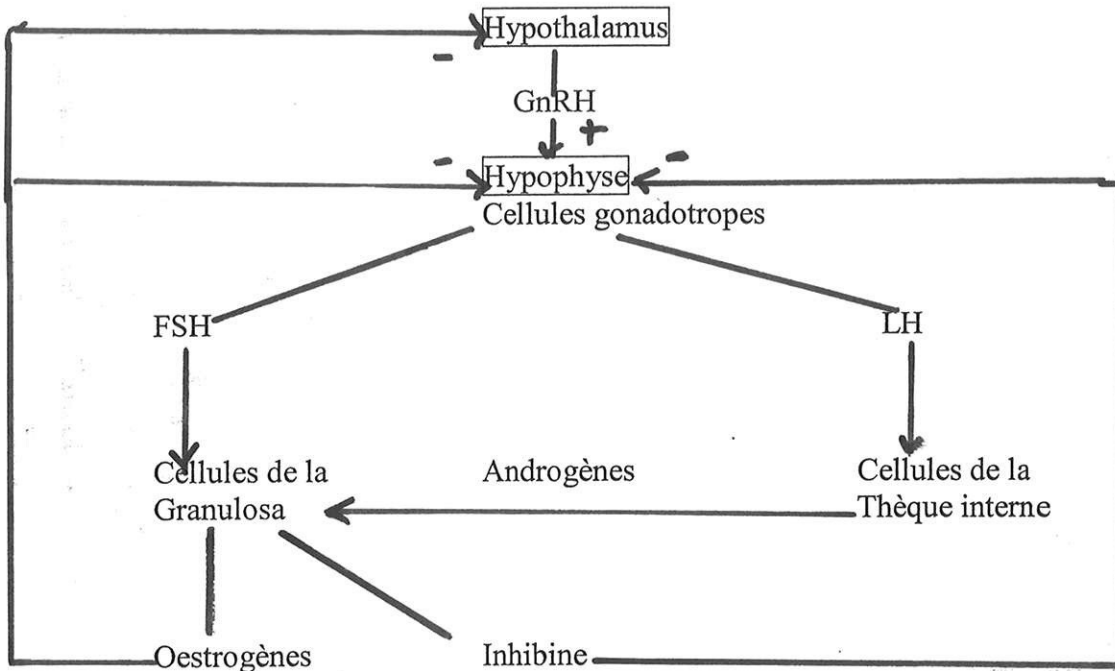 Hypothalamus
-
GnRH
+
- Hypophyse -
Cellules gonadotropes
FSH
LH
Cellules de la
Granulosa
Androgènes
Cellules de la
Thèque interne
Oestrogènes
Inhibine